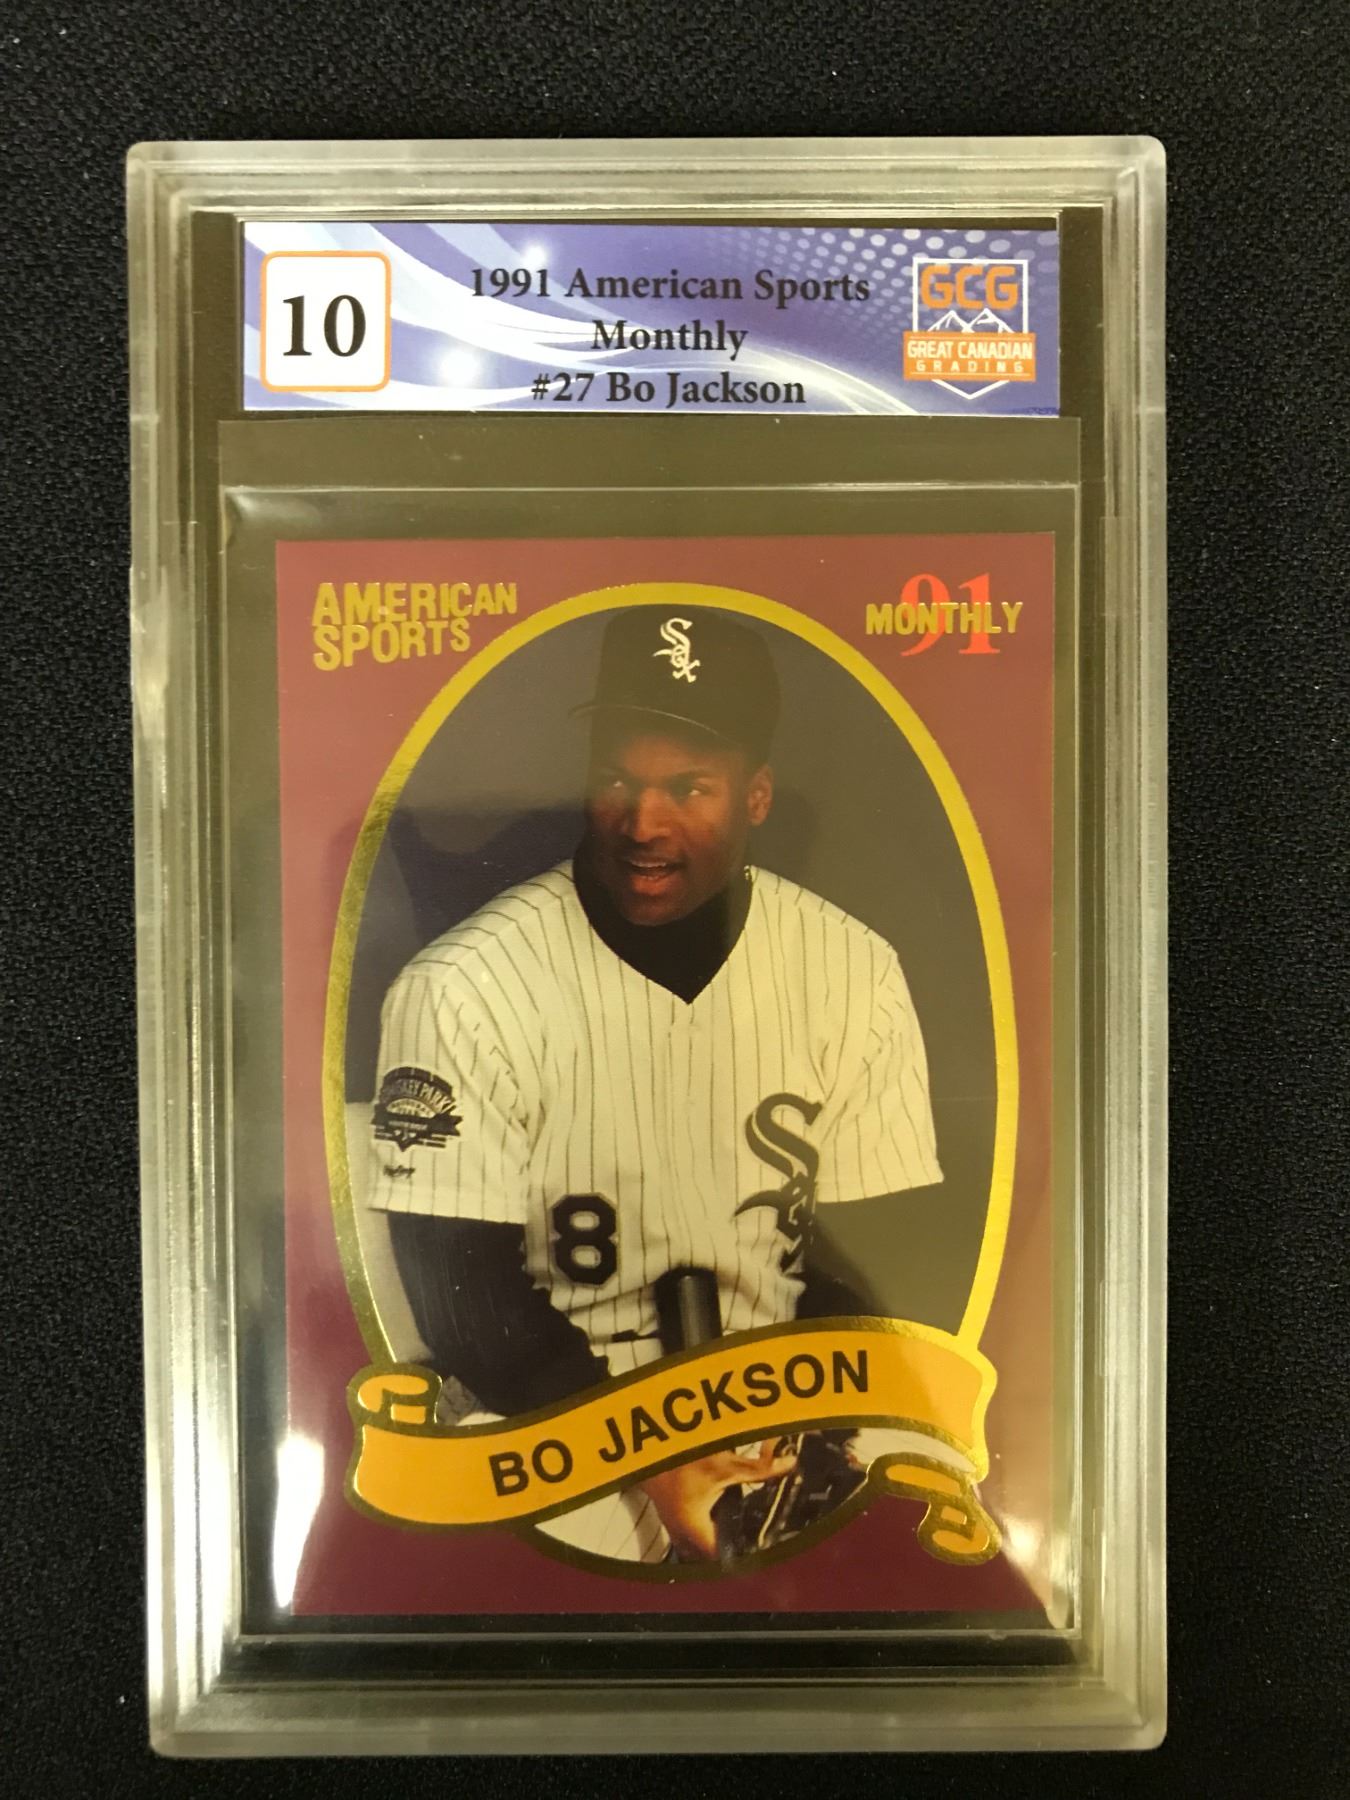 10
1991 American Sports
Monthly
#27 Bo Jackson
GCG
GREAT CANADIAN
GRADING
AMERICAN
SPORTS
91
MONTHLY
Sox
Sox
8
BO JACKSON